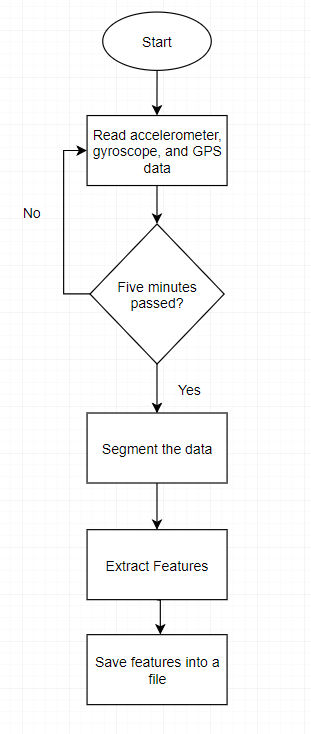 Start
Read accelerometer,
gyroscope, and GPS
data
No
Five minutes
passed?
Yes
Segment the data
Extract Features
Save features into a
file